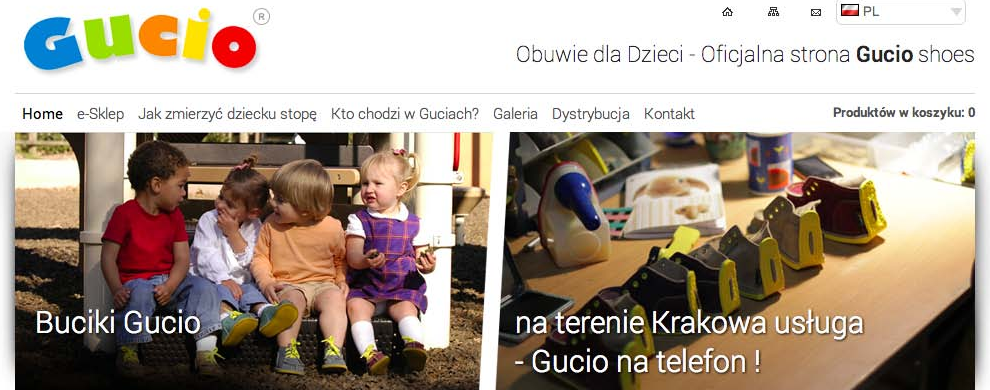 Gucio ®
PL
Obuwie dla Dzieci - Oficjalna strona Gucio shoes
Home e-Sklep Jak zmierzyć dziecku stopę Kto chodzi w Guciach? Galeria Dystrybucja Kontakt
Produktów w koszyku: 0
Buciki Gucio
na terenie Krakowa usługa
- Gucio na telefon !